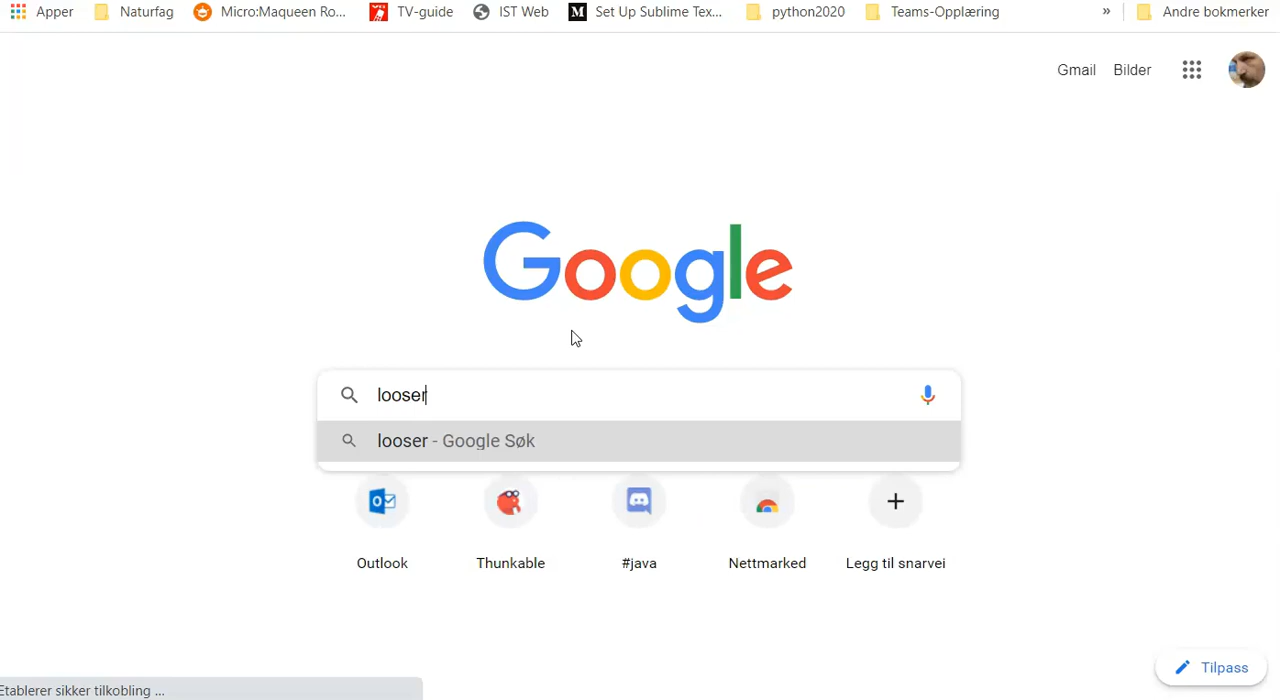 Apper Naturfag Micro:Maqueen Ro... TV-guide IST Web M Set Up Sublime Tex... python2020 Teams-Opplæring » Andre bokmerker
Gmail Bilder
Google
looser
looser - Google Søk
Outlook Thunkable #java Nettmarked Legg til snarvei
Tilpass
Etablerer sikker tilkobling ...